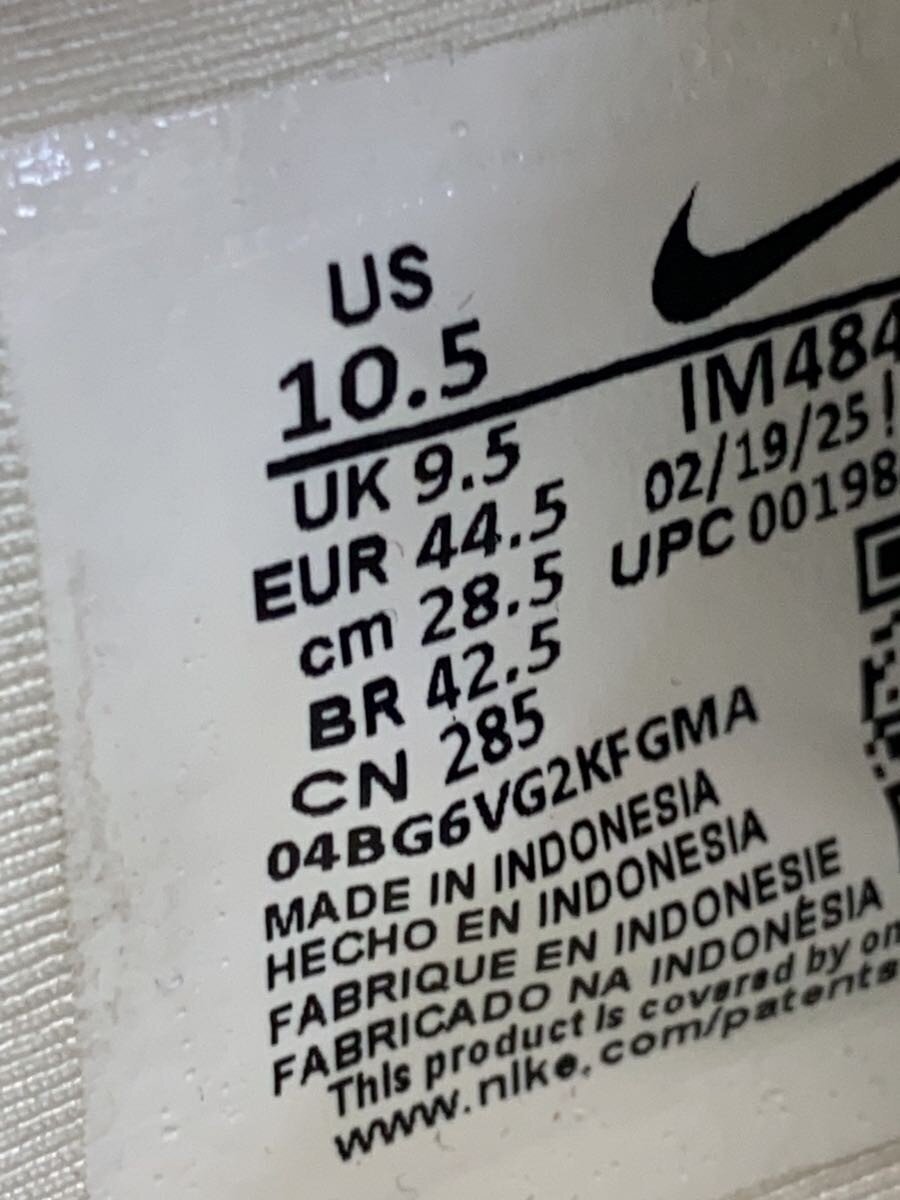 US
10.5
UK 9.5
EUR 44.5
cm 28.5
BR 42.5
CN 285
IM484
02/19/25
UPC 00198
04BG6VG2KFGMA
MADE IN INDONESIA
HECHO EN INDONESIA
FABRIQUE EN INDONESIE
FABRICADO NA INDONÉSIA
This product is covered by on
www.nike.com/patents